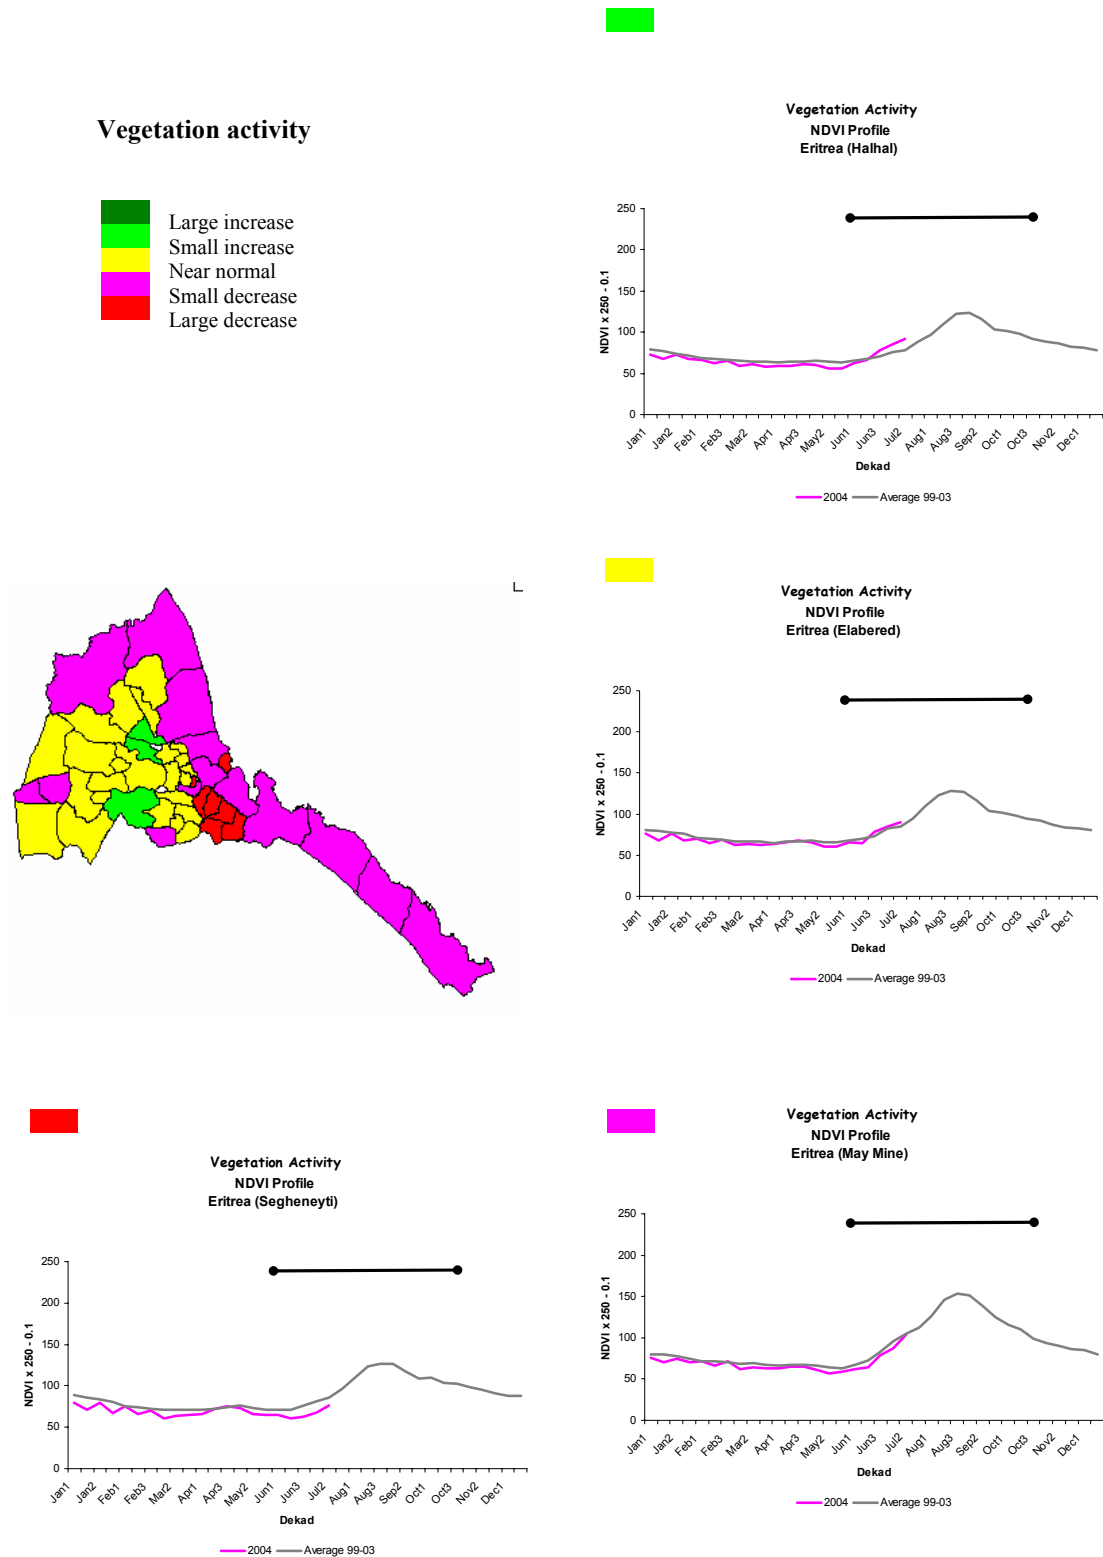 Vegetation activity
Large increase
Small increase
Near normal
Small decrease
Large decrease
Vegetation Activity
NDVI Profile
Eritrea (Halhal)
250
200
150
100
50
0
NDVI x 250 - 0.1
Jan1
Jan2
Feb1
Feb3
Mar2
Apr1
Apr3
May2
Jun1
Jun3
Jul2
Aug1
Aug3
Sep2
Oct1
Oct3
Nov2
Dec1
Dekad
2004
Average 99-03
Vegetation Activity
NDVI Profile
Eritrea (Elabered)
250
200
150
100
50
0
NDVI x 250 - 0.1
Jan1
Jan2
Feb1
Feb3
Mar2
Apr1
Apr3
May2
Jun1
Jun3
Jul2
Aug1
Aug3
Sep2
Oct1
Oct3
Nov2
Dec1
Dekad
2004
Average 99-03
Vegetation Activity
NDVI Profile
Eritrea (Segheneyti)
250
200
150
100
50
0
NDVI x 250 - 0.1
Jan1
Jan2
Feb1
Feb3
Mar2
Apr1
Apr3
May2
Jun1
Jun3
Jul2
Aug1
Aug3
Sep2
Oct1
Oct3
Nov2
Dec1
Dekad
2004
Average 99-03
Vegetation Activity
NDVI Profile
Eritrea (May Mine)
250
200
150
100
50
0
NDVI x 250 - 0.1
Jan1
Jan2
Feb1
Feb3
Mar2
Apr1
Apr3
May2
Jun1
Jun3
Jul2
Aug1
Aug3
Sep2
Oct1
Oct3
Nov2
Dec1
Dekad
2004
Average 99-03